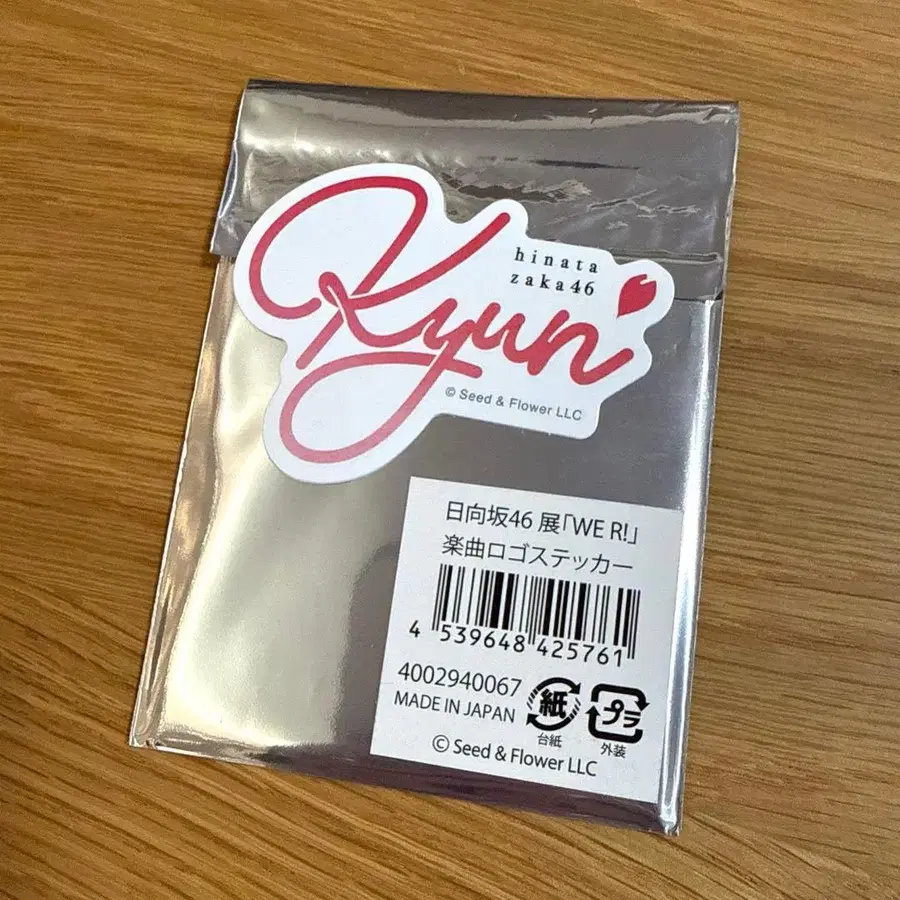 hinata
zaka46
Kyun
© Seed & Flower LLC
日向坂46 展「WE R!」
楽曲ロゴステッカー
4 539648 425761
4002940067
MADE IN JAPAN
紙
台紙
プラ
外装
© Seed & Flower LLC